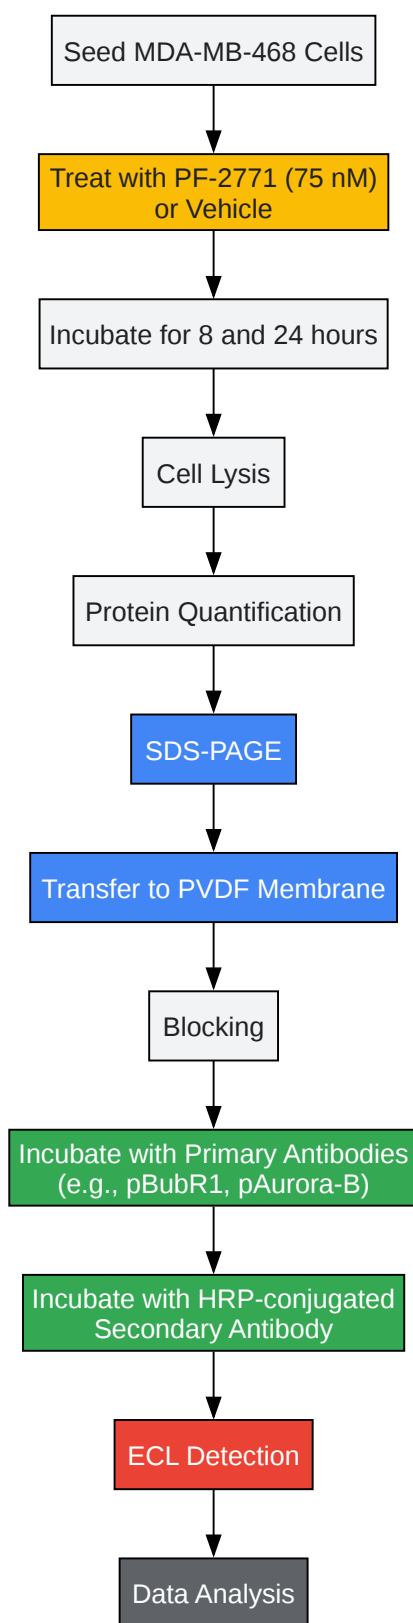 Seed MDA-MB-468 Cells
Treat with PF-2771 (75 nM)
or Vehicle
Incubate for 8 and 24 hours
Cell Lysis
Protein Quantification
SDS-PAGE
Transfer to PVDF Membrane
Blocking
Incubate with Primary Antibodies
(e.g., pBubR1, pAurora-B)
Incubate with HRP-conjugated
Secondary Antibody
ECL Detection
Data Analysis